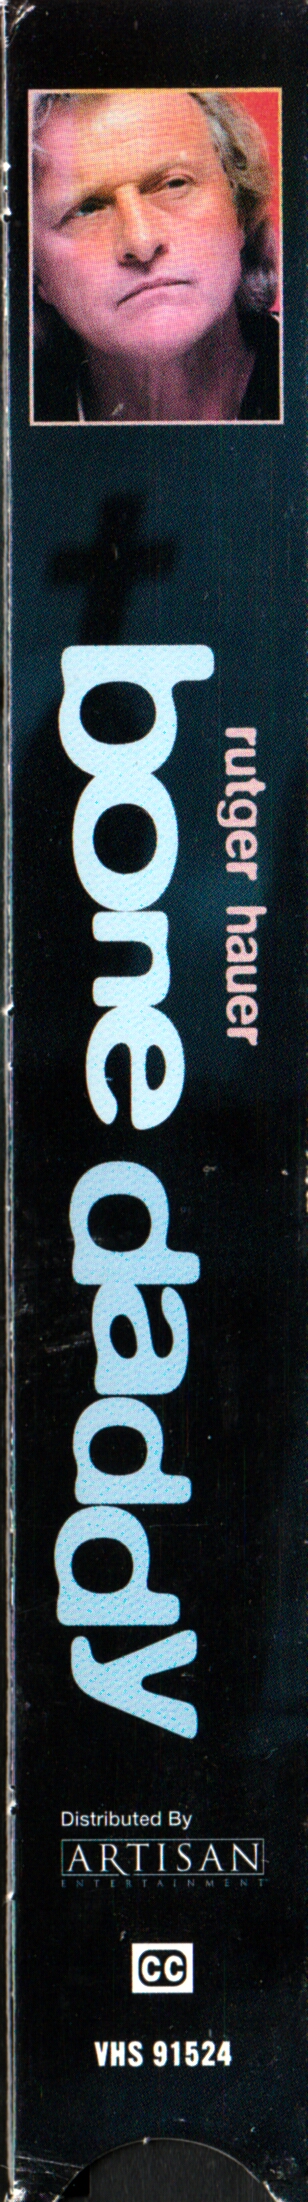 rutger hauer
bone daddy
Distributed By
ARTISAN
ENTERTAINMENT
CC
VHS 91524